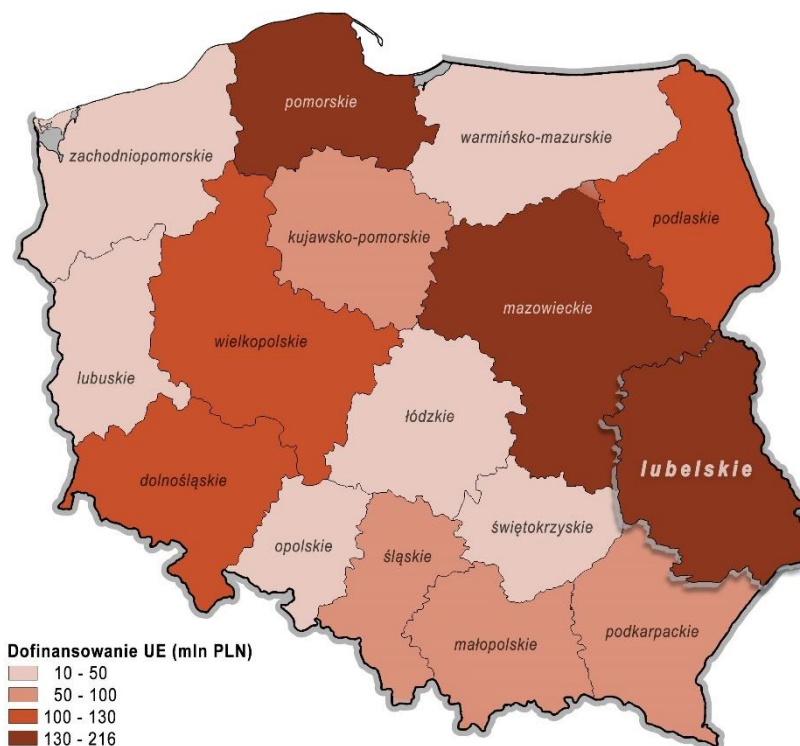 pomorskie
warmińsko-mazurskie
zachodniopomorskie
podlaskie
kujawsko-pomorskie
mazowieckie
wielkopolskie
lubuskie
łódzkie
lubelskie
dolnośląskie
świętokrzyskie
opolskie
śląskie
podkarpackie
małopolskie
Dofinansowanie UE (mln PLN)
10 - 50
50 - 100
100 - 130
130 - 216